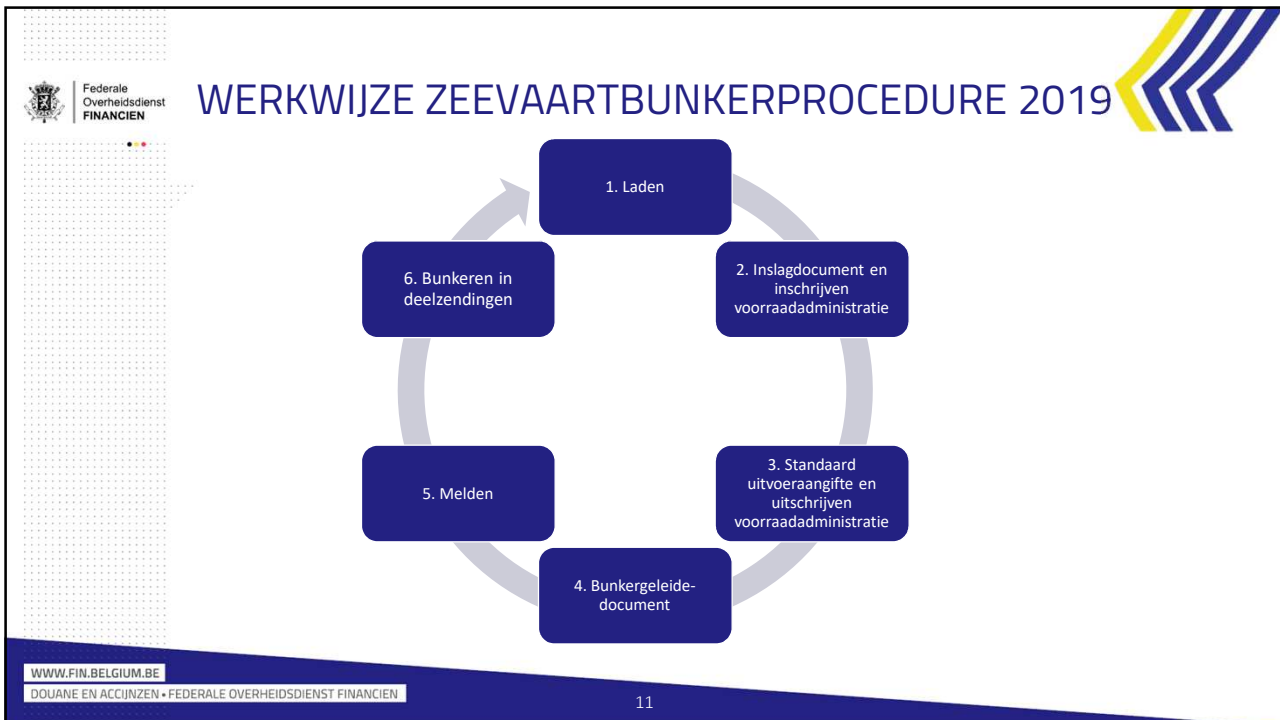 Federale
Overheidsdienst
FINANCIEN
WERKWIJZE ZEEVAARTBUNKERPROCEDURE 2019
1. Laden
2. Inslagdocument en
inschrijven
voorraadadministratie
3. Standaard
uitvoeraangifte en
uitschrijven
voorraadadministratie
4. Bunkergeleide-
document
5. Melden
6. Bunkeren in
deelzendingen
WWW.FIN.BELGIUM.BE
DOUANE EN ACCIJNZEN • FEDERALE OVERHEIDSDIENST FINANCIEN
11